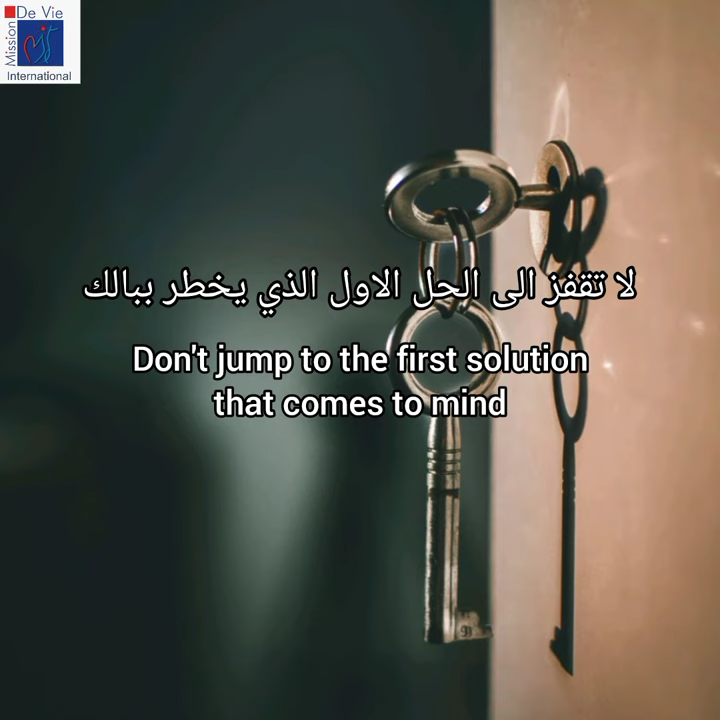 De Vie
Mission
International
لا تقفز الى الحل الاول الذي يخطر ببالك
Don't jump to the first solution
that comes to mind